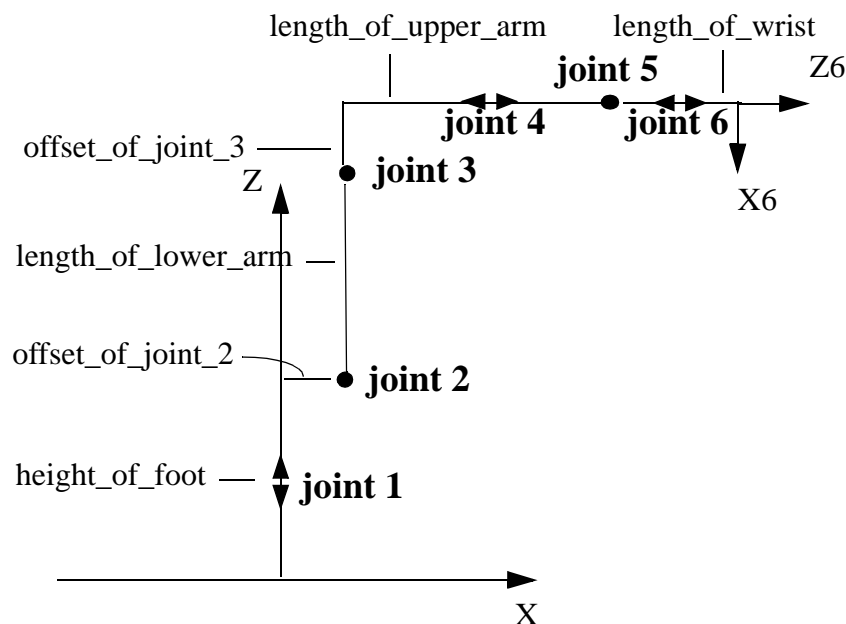 length_of_upper_arm
length_of_wrist
joint 5
Z6
joint 4
joint 6
offset_of_joint_3
joint 3
Z
X6
length_of_lower_arm
offset_of_joint_2
joint 2
height_of_foot
joint 1
X